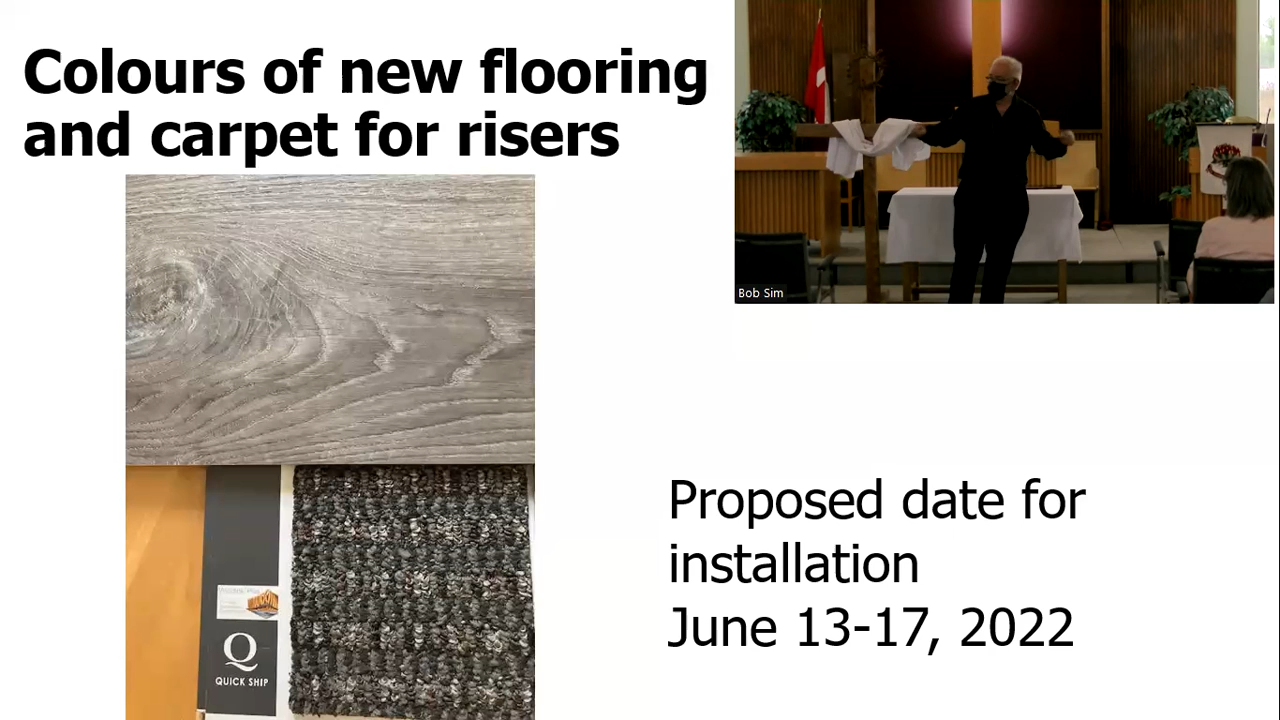 Colours of new flooring
and carpet for risers
Bob Sim
Proposed date for
installation
June 13-17, 2022
Q
QUICK SHIP